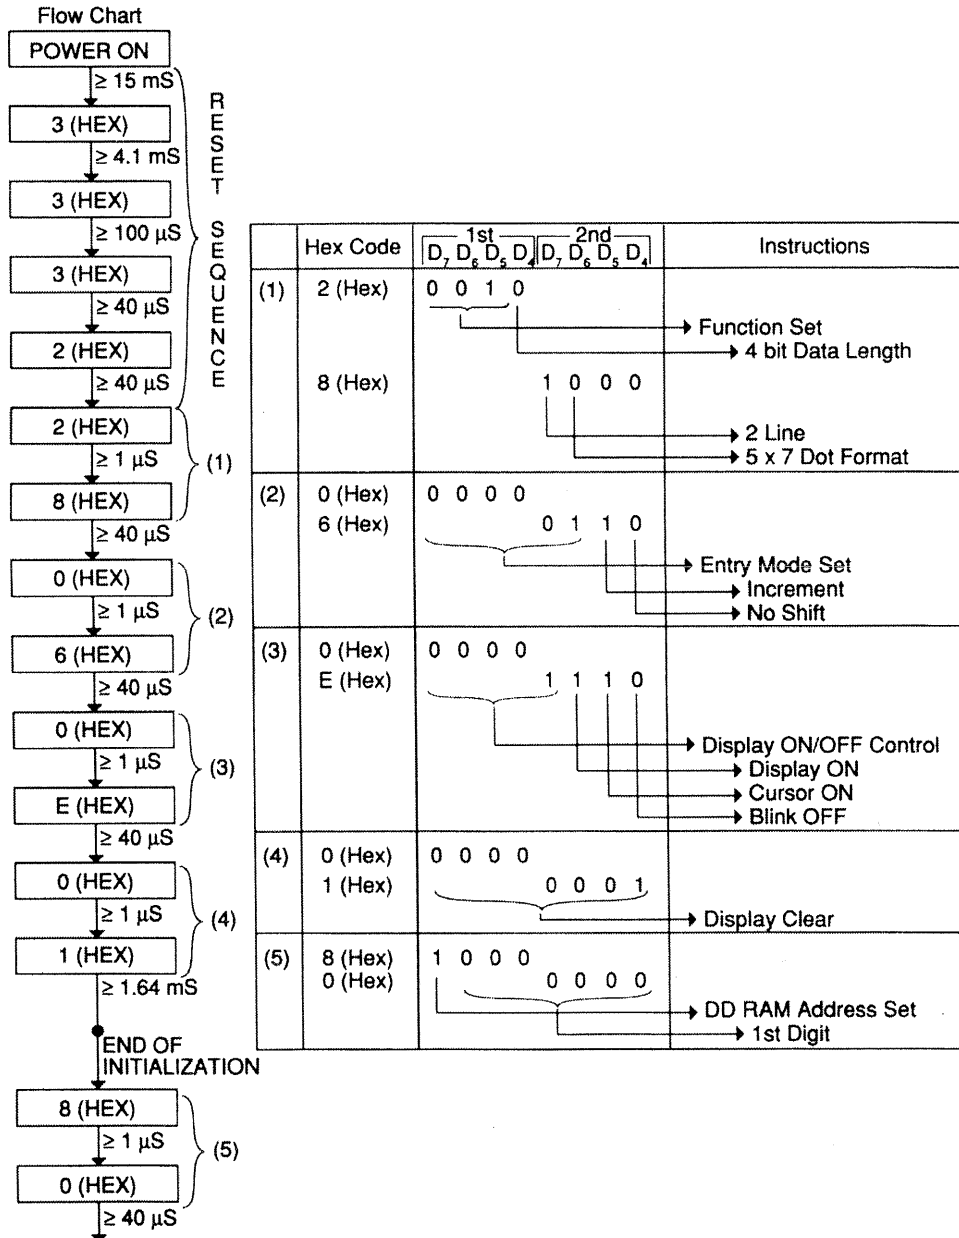 Flow Chart
POWER ON
≥ 15 mS
3 (HEX)
≥ 4.1 mS
3 (HEX)
≥ 100 µS
3 (HEX)
≥ 40 µS
2 (HEX)
≥ 40 µS
RESET SEQUENCE
2 (HEX)
≥ 1 µS
8 (HEX)
(1)
≥ 40 µS
0 (HEX)
≥ 1 µS
6 (HEX)
(2)
≥ 40 µS
0 (HEX)
≥ 1 µS
E (HEX)
(3)
≥ 40 µS
0 (HEX)
≥ 1 µS
1 (HEX)
(4)
≥ 1.64 mS
END OF
INITIALIZATION
8 (HEX)
≥ 1 µS
0 (HEX)
(5)
≥ 40 µS
1st 2nd
Hex Code D7 D6 D5 D4 D7 D6 D5 D4 Instructions
(1) 2 (Hex) 0 0 1 0
Function Set
4 bit Data Length
8 (Hex) 1 0 0 0
2 Line
5 x 7 Dot Format
(2) 0 (Hex) 0 0 0 0
6 (Hex) 0 1 1 0
Entry Mode Set
Increment
No Shift
(3) 0 (Hex) 0 0 0 0
E (Hex) 1 1 1 0
Display ON/OFF Control
Display ON
Cursor ON
Blink OFF
(4) 0 (Hex) 0 0 0 0
1 (Hex) 0 0 0 1
Display Clear
(5) 8 (Hex) 1 0 0 0
0 (Hex) 0 0 0 0
DD RAM Address Set
1st Digit